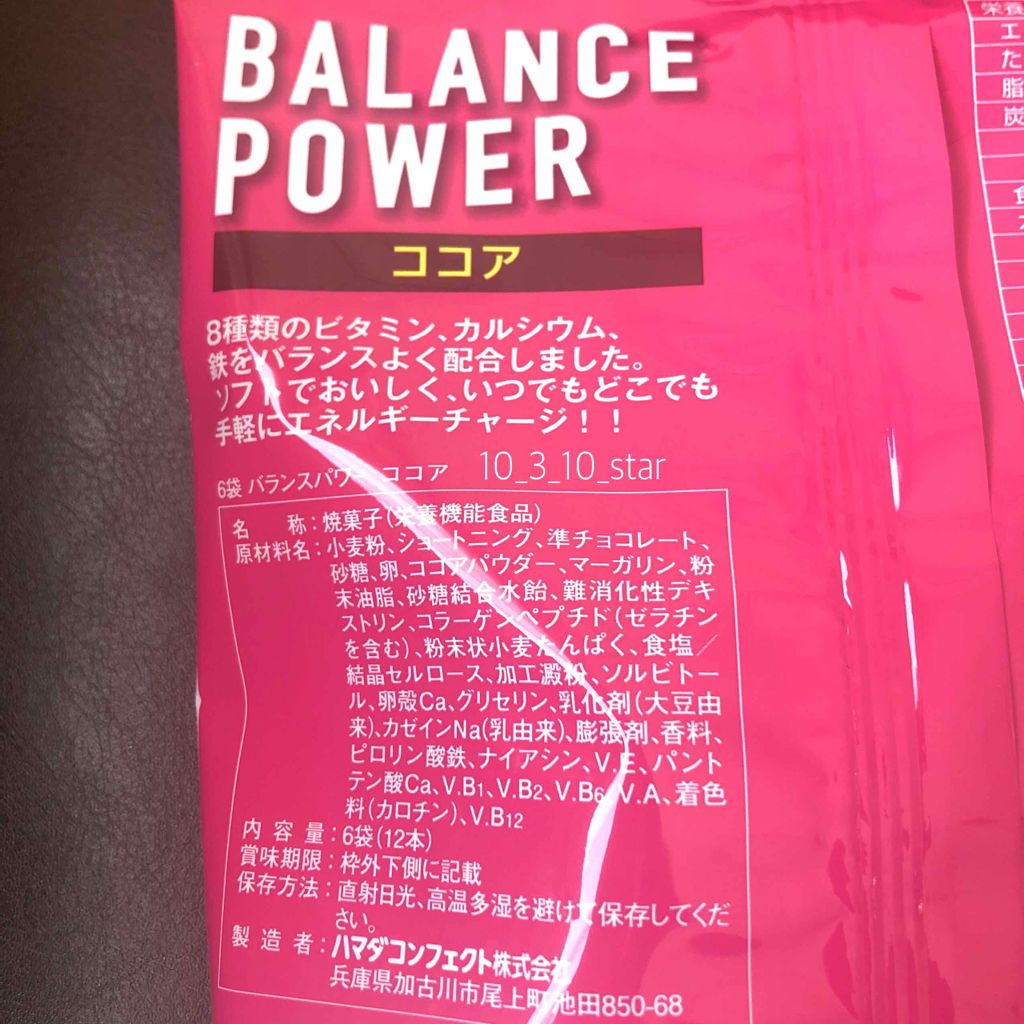 BALANCE
POWER
ココア
8種類のビタミン、カルシウム、
鉄をバランスよく配合しました。
ソフトでおいしく、いつでもどこでも
手軽にエネルギーチャージ！！
6袋 バランスパワー ココア
10_3_10_star
名 称：焼菓子(栄養機能食品)
原材料名：小麦粉、ショートニング、準チョコレート、
砂糖、卵、ココアパウダー、マーガリン、粉
末油脂、砂糖結合水飴、難消化性デキ
ストリン、コラーゲンペプチド(ゼラチン
を含む)、粉末状小麦たんぱく、食塩／
結晶セルロース、加工澱粉、ソルビトー
ル、卵殻Ca、グリセリン、乳化剤(大豆由
来)、カゼインNa(乳由来)、膨張剤、香料、
ピロリン酸鉄、ナイアシン、V.E、パント
テン酸Ca、V.B1、V.B2、V.B6、V.A、着色
料(カロチン)、V.B12
内 容 量：6袋(12本)
賞味期限：枠外下側に記載
保存方法：直射日光、高温多湿を避けて保存してくだ
さい。
製 造 者：ハマダコンフェクト株式会社
兵庫県加古川市尾上町池田850-68
栄養
エ
た
脂
炭